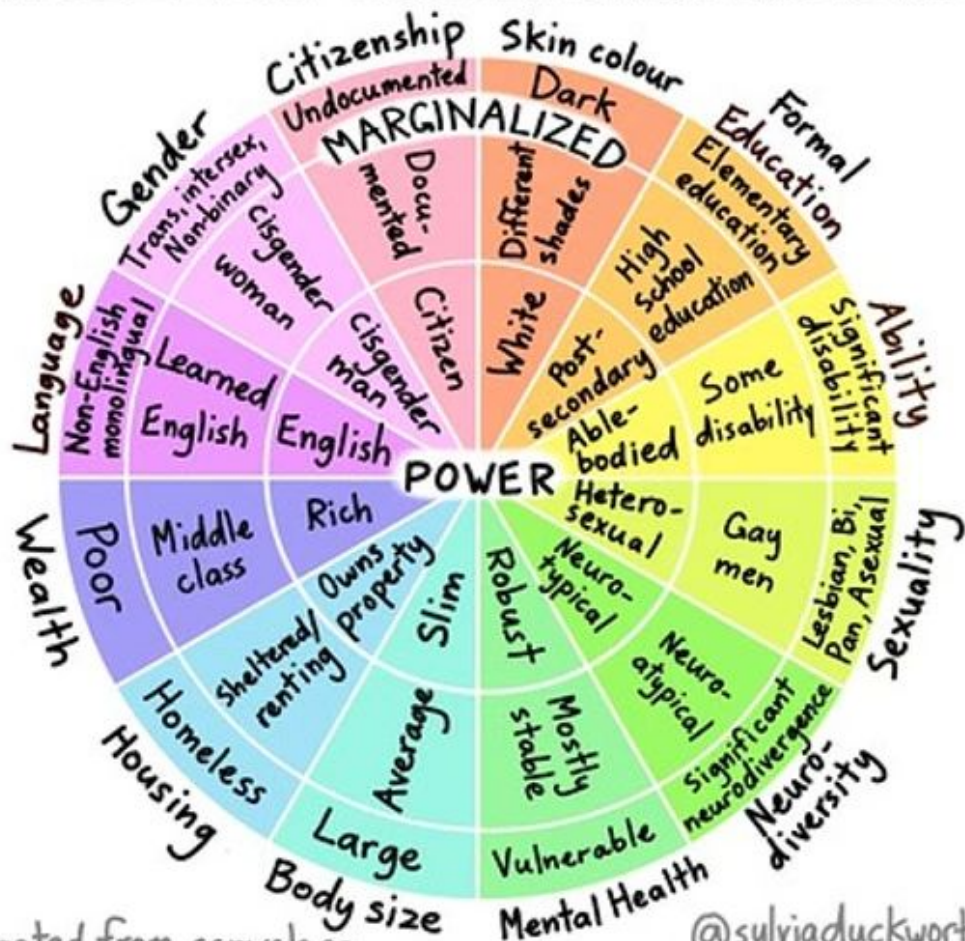 Citizenship
Undocumented
Docu-
mented
Citizen
Skin colour
Dark
Different
shades
White
Formal
Education
Elementary
education
High
school
education
Post-
secondary
Ability
Significant
disability
Some
disability
Able-
bodied
Sexuality
Lesbian, Bi,
Pan, Asexual
Gay
men
Hetero-
sexual
Neuro-
diversity
Significant
neurodivergence
Neuro-
atypical
Neuro-
typical
Mental Health
Vulnerable
Mostly
stable
Robust
Body size
Large
Average
Slim
Housing
Homeless
Sheltered/
renting
Owns
property
Wealth
Poor
Middle
class
Rich
Language
Non-English
monolingual
Learned
English
English
Gender
Trans, intersex,
Non-binary
cisgender
woman
cisgender
man
MARGINALIZED
POWER
@sylviaduckwort